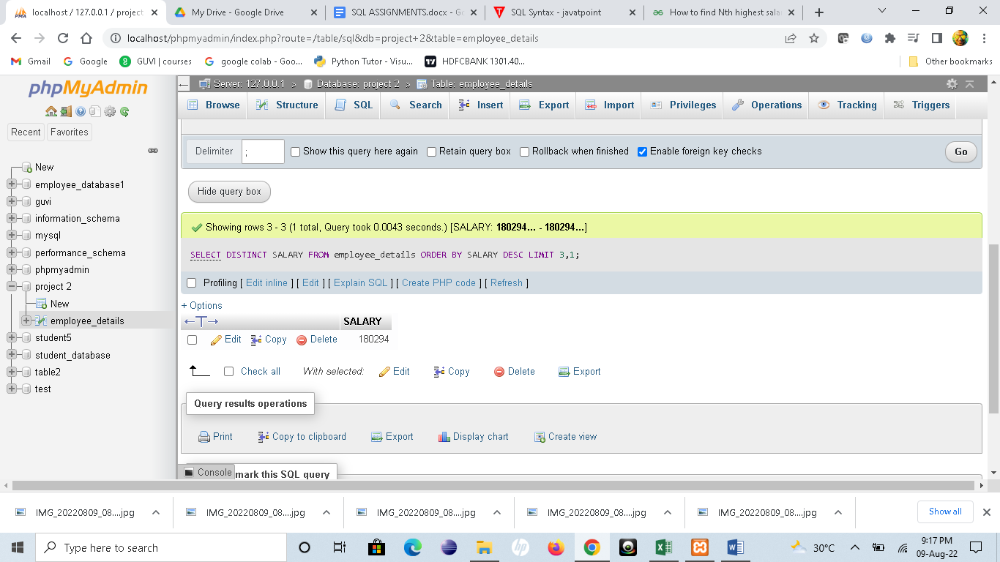 localhost / 127.0.0.1 / project
My Drive - Google Drive
SQL ASSIGNMENTS.docx - Go
SQL Syntax - javatpoint
How to find Nth highest salar
localhost/phpmyadmin/index.php?route=/table/sql&db=project+2&table=employee_details
Gmail
Google
GUVI | courses
google colab - Goo...
Python Tutor - Visu...
HDFCBANK 1301.40...
Other bookmarks
phpMyAdmin
Recent
Favorites
New
employee_database1
guvi
information_schema
mysql
performance_schema
phpmyadmin
project 2
New
employee_details
student5
student_database
table2
test
Server: 127.0.0.1
Database: project 2
Table: employee_details
Browse
Structure
SQL
Search
Insert
Export
Import
Privileges
Operations
Tracking
Triggers
Delimiter
;
Show this query here again
Retain query box
Rollback when finished
Enable foreign key checks
Go
Hide query box
Showing rows 3 - 3 (1 total, Query took 0.0043 seconds.) [SALARY: 180294... - 180294...]
SELECT DISTINCT SALARY FROM employee_details ORDER BY SALARY DESC LIMIT 3,1;
Profiling [ Edit inline ] [ Edit ] [ Explain SQL ] [ Create PHP code ] [ Refresh ]
+ Options
←T→
SALARY
Edit
Copy
Delete
180294
Check all
With selected:
Edit
Copy
Delete
Export
Query results operations
Print
Copy to clipboard
Export
Display chart
Create view
Console
mark this SQL query
IMG_20220809_08....jpg
IMG_20220809_08....jpg
IMG_20220809_08....jpg
IMG_20220809_08....jpg
IMG_20220809_08....jpg
Show all
Type here to search
30°C
9:17 PM
09-Aug-22